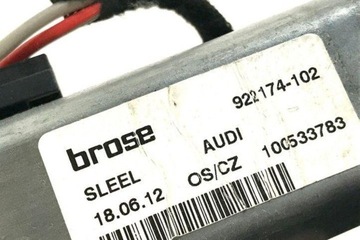 brose
922174-102
SLEEL
AUDI
18.06.12
OS/CZ
100533783